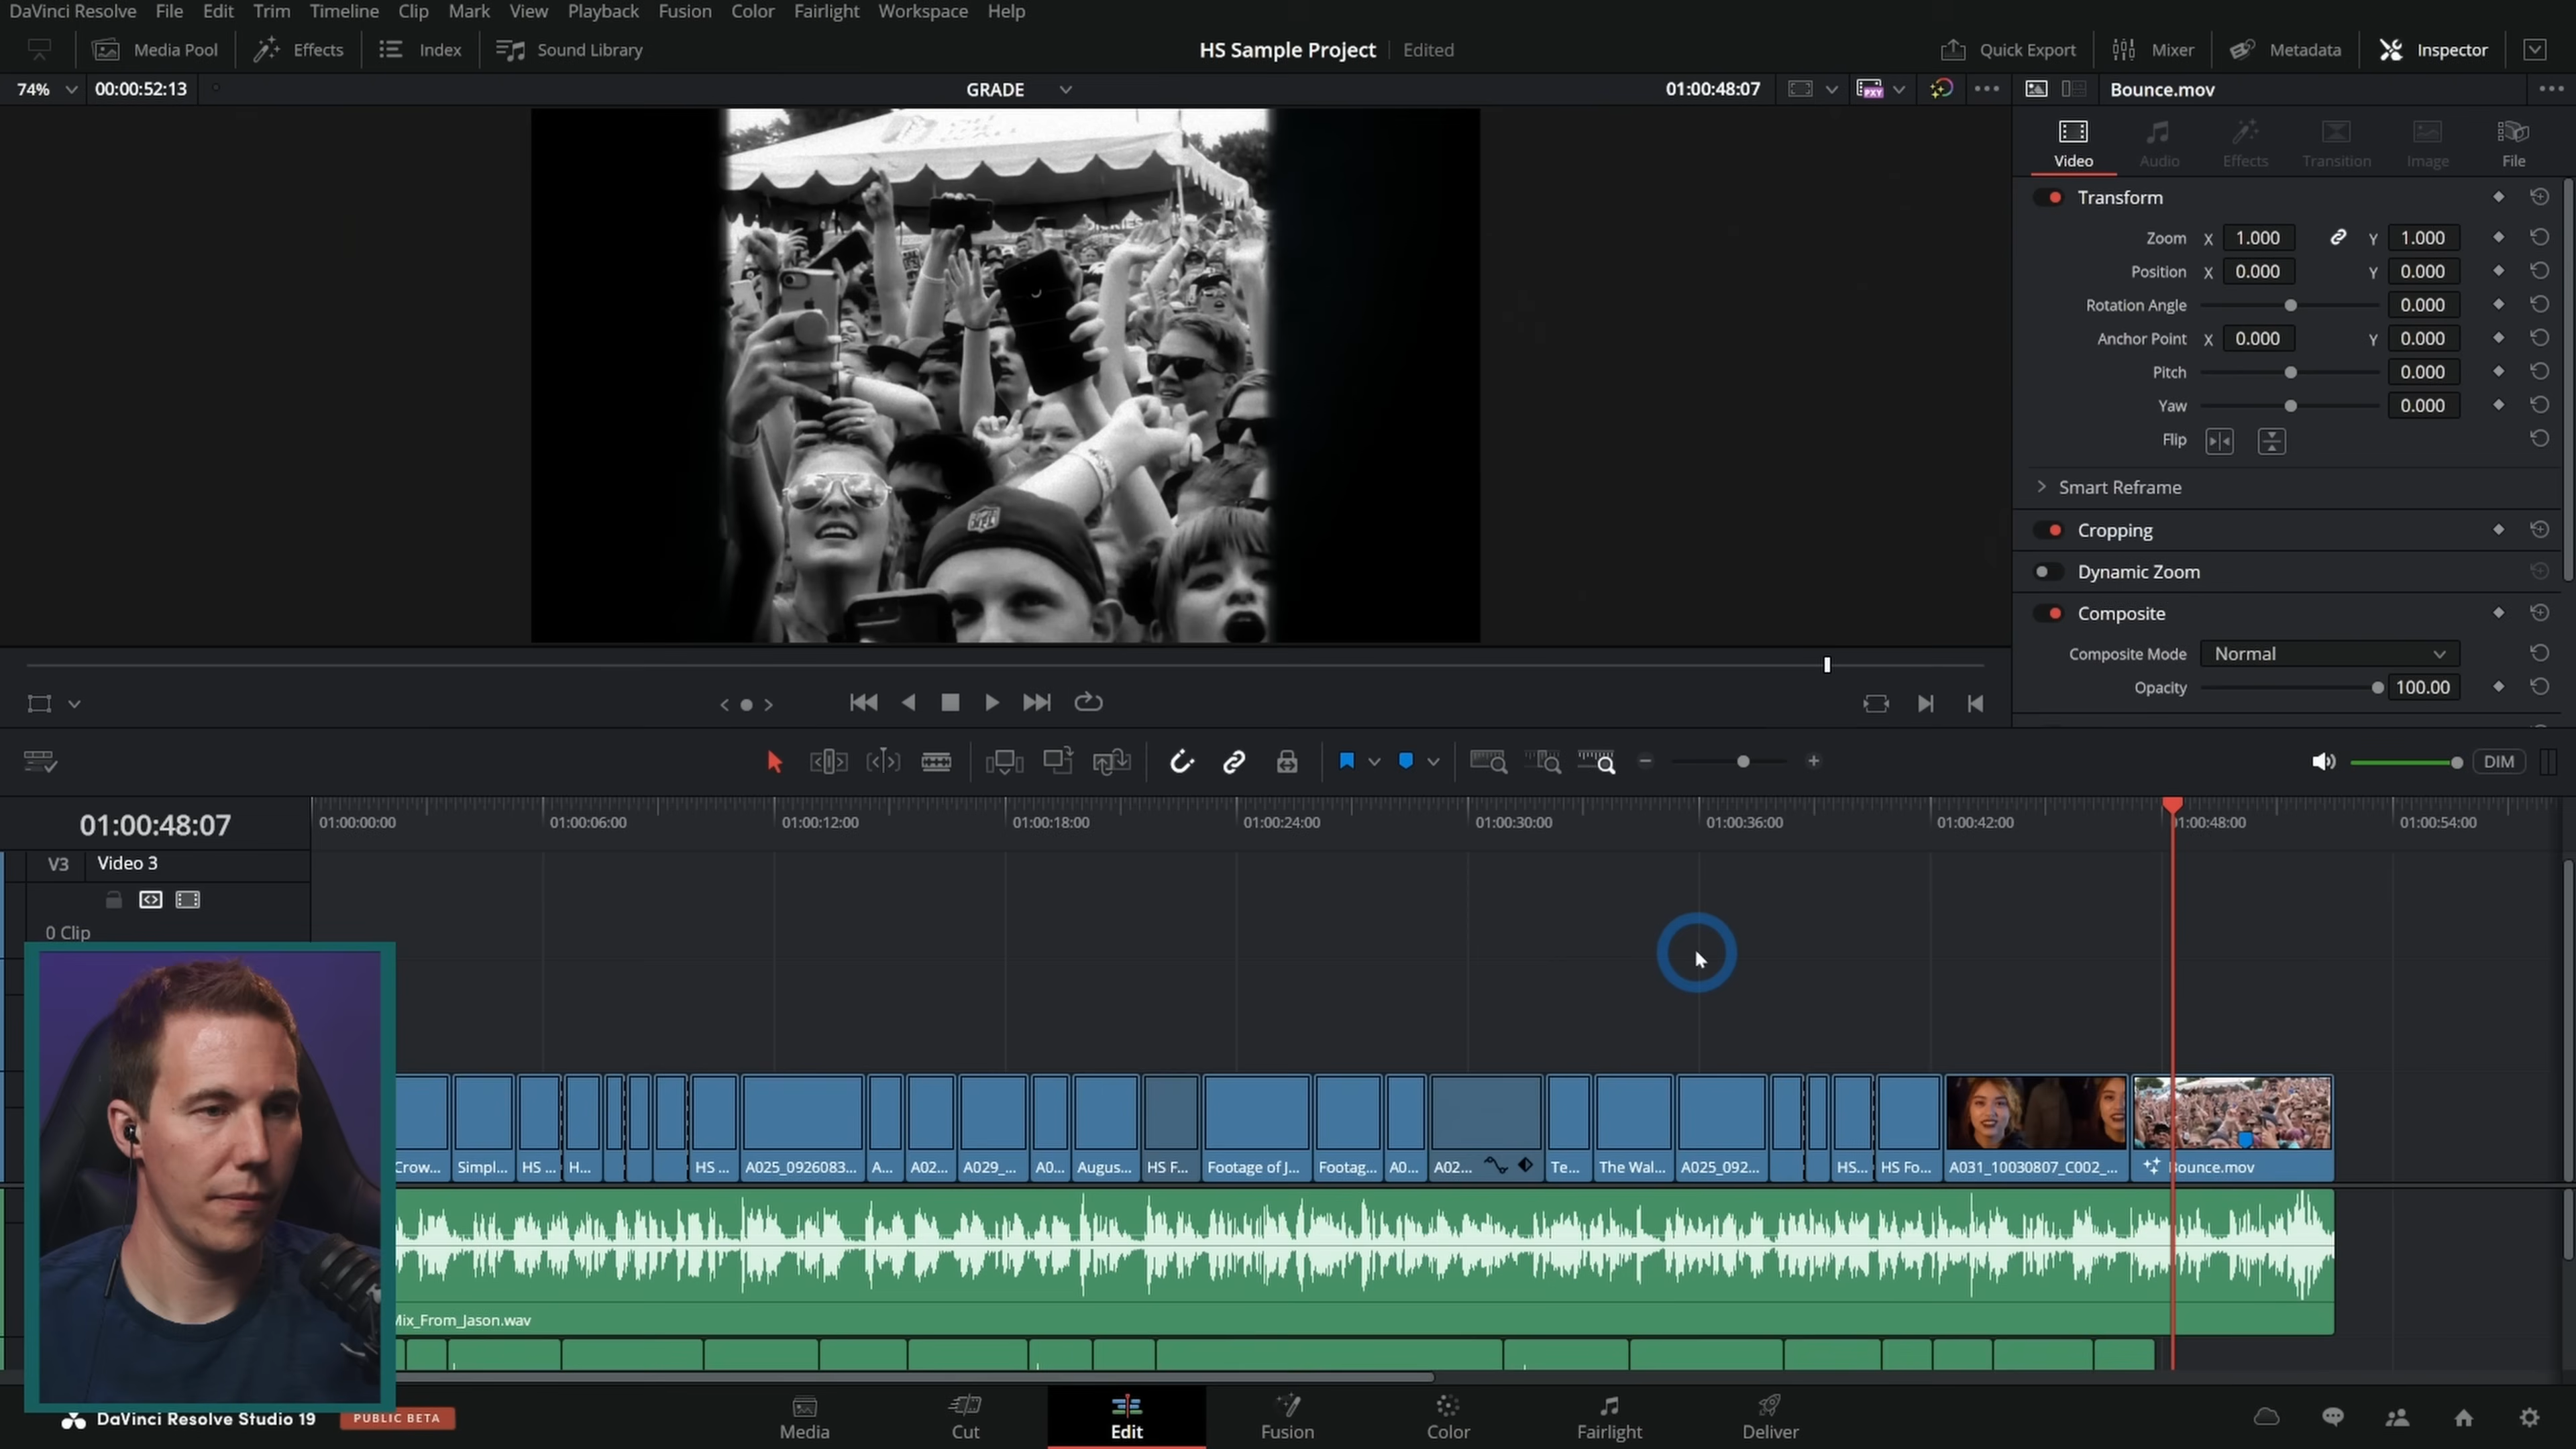 DaVinci Resolve File Edit Trim Timeline Clip Mark View Playback Fusion Color Fairlight Workspace Help
Media Pool Effects Index Sound Library HS Sample Project Edited Quick Export Mixer Metadata Inspector
74% 00:00:52:13 GRADE 01:00:48:07 PXY Bounce.mov
Video Audio Effects Transition Image File
Transform
Zoom X 1.000 Y 1.000
Position X 0.000 Y 0.000
Rotation Angle 0.000
Anchor Point X 0.000 Y 0.000
Pitch 0.000
Yaw 0.000
Flip
Smart Reframe
Cropping
Dynamic Zoom
Composite
Composite Mode Normal
Opacity 100.00
DIM
01:00:48:07
01:00:00:00 01:00:06:00 01:00:12:00 01:00:18:00 01:00:24:00 01:00:30:00 01:00:36:00 01:00:42:00 01:00:48:00 01:00:54:00
V3 Video 3
0 Clip
Crow... Simpl... HS ... H... HS ... A025_0926083... A... A02... A029_... A0... Augus... HS F... Footage of J... Footag... A0... A02... Te... The Wal... A025_092... HS... HS Fo... A031_10030807_C002_... Bounce.mov
Mix_From_Jason.wav
DaVinci Resolve Studio 19 PUBLIC BETA
Media Cut Edit Fusion Color Fairlight Deliver